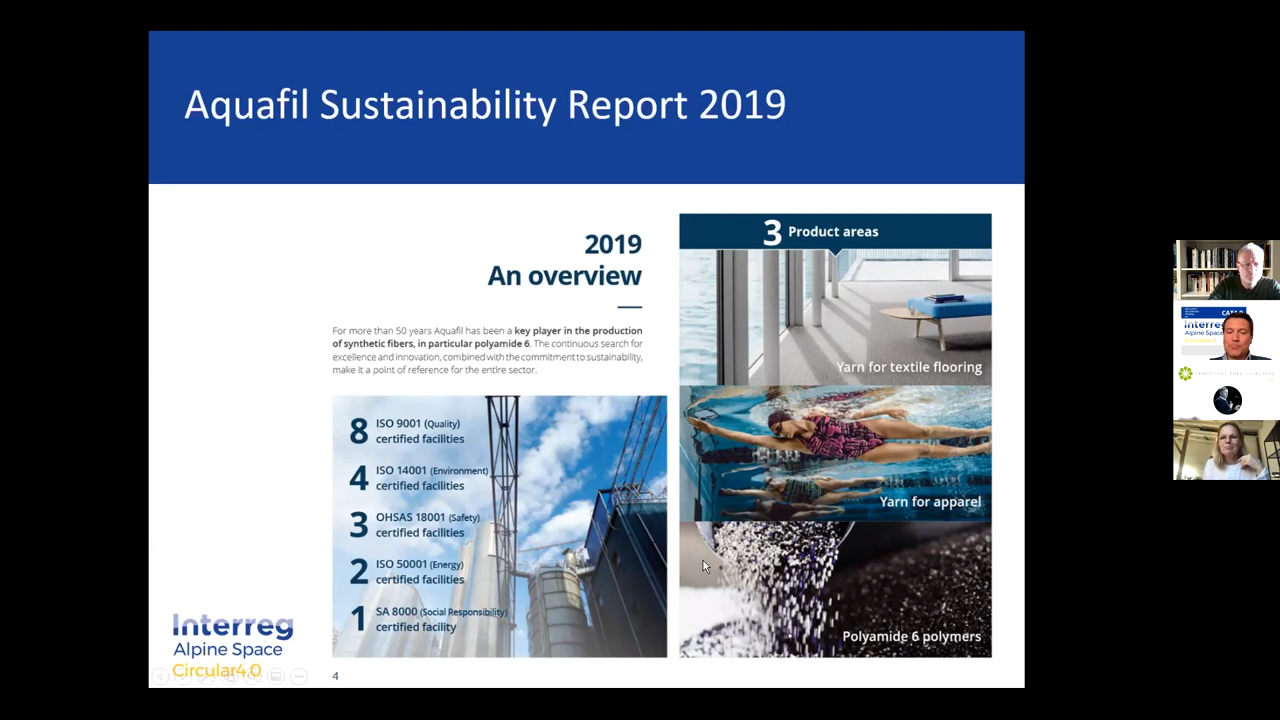 Aquafil Sustainability Report 2019
2019
An overview
For more than 50 years Aquafil has been a key player in the production
of synthetic fibers, in particular polyamide 6. The continuous search for
excellence and innovation, combined with the commitment to sustainability,
make it a point of reference for the entire sector.
8 ISO 9001 (Quality)
certified facilities
4 ISO 14001 (Environment)
certified facilities
3 OHSAS 18001 (Safety)
certified facilities
2 ISO 50001 (Energy)
certified facilities
1 SA 8000 (Social Responsibility)
certified facility
3 Product areas
Yarn for textile flooring
Yarn for apparel
Polyamide 6 polymers
Interreg
Alpine Space
Circular4.0
4
Interreg
Alpine Space